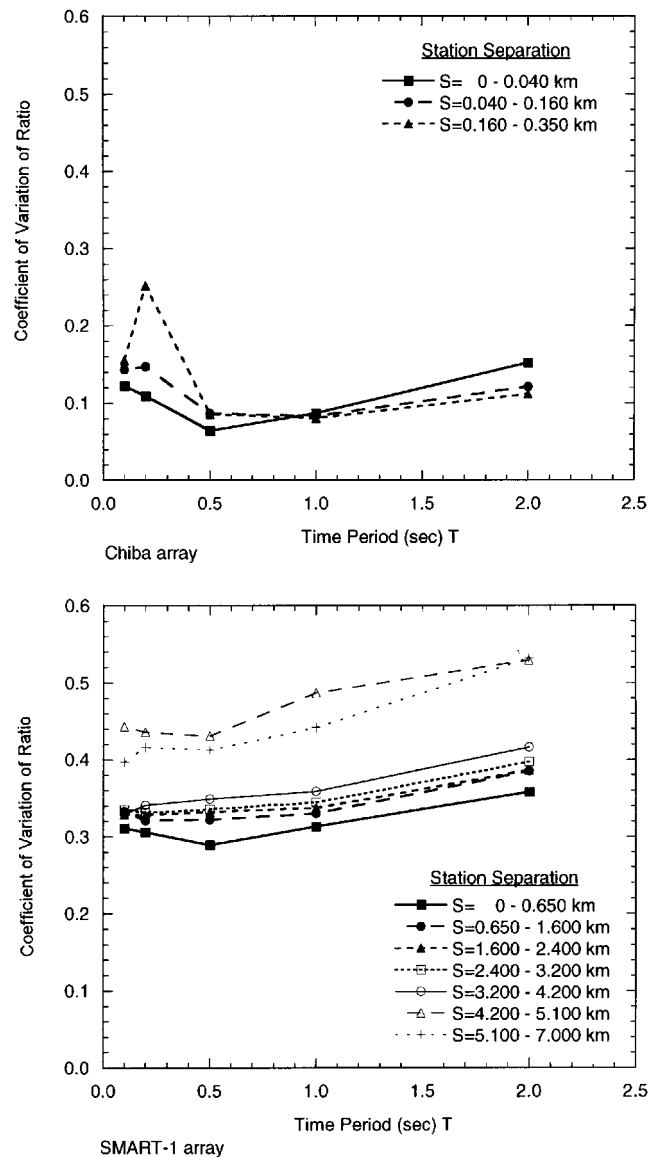 0.6
0.5
0.4
0.3
0.2
0.1
0.0
Coefficient of Variation of Ratio
Station Separation
S= 0 - 0.040 km
S=0.040 - 0.160 km
S=0.160 - 0.350 km
0.0 0.5 1.0 1.5 2.0 2.5
Time Period (sec) T
Chiba array
0.6
0.5
0.4
0.3
0.2
0.1
0.0
Coefficient of Variation of Ratio
Station Separation
S= 0 - 0.650 km
S=0.650 - 1.600 km
S=1.600 - 2.400 km
S=2.400 - 3.200 km
S=3.200 - 4.200 km
S=4.200 - 5.100 km
S=5.100 - 7.000 km
0.0 0.5 1.0 1.5 2.0 2.5
Time Period (sec) T
SMART-1 array